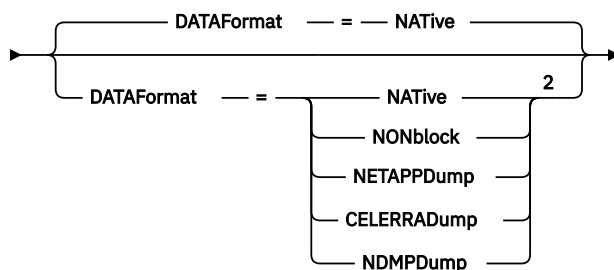 DATAFormat = NATive
DATAFormat = NATive 2
NONblock
NETAPPDump
CELERRADump
NDMPDump